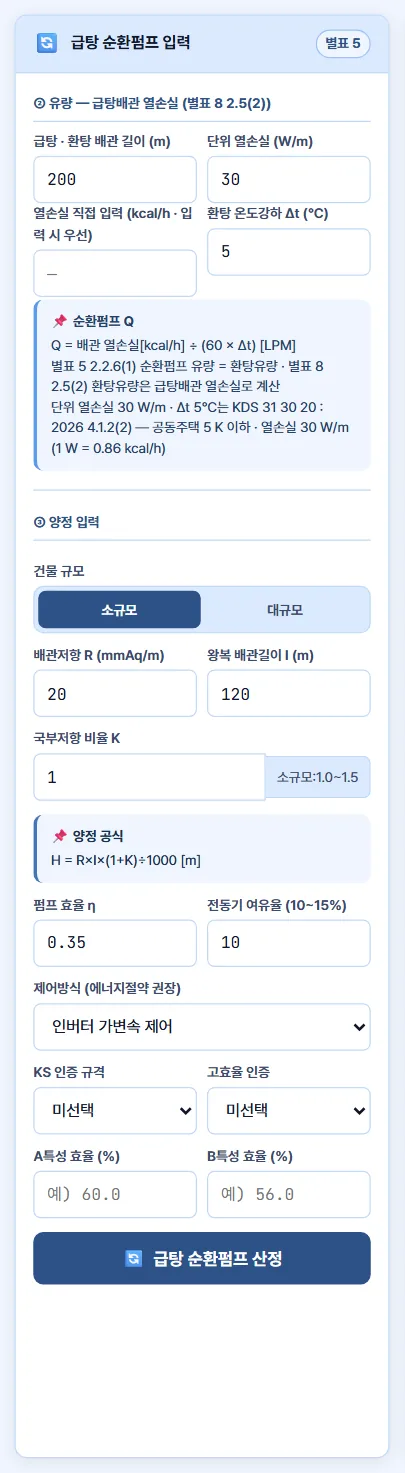 급탕 순환펌프 입력
별표 5
② 유량 — 급탕배관 열손실 (별표 8 2.5(2))
급탕 · 환탕 배관 길이 (m)
단위 열손실 (W/m)
200
30
열손실 직접 입력 (kcal/h · 입
력 시 우선)
환탕 온도강하 Δt (℃)
5
—
📌 순환펌프 Q
Q = 배관 열손실[kcal/h] ÷ (60 × Δt) [LPM]
별표 5 2.2.6(1) 순환펌프 유량 = 환탕유량 · 별표 8
2.5(2) 환탕유량은 급탕배관 열손실로 계산
단위 열손실 30 W/m · Δt 5℃는 KDS 31 30 20 :
2026 4.1.2(2) — 공동주택 5 K 이하 · 열손실 30 W/m
(1 W = 0.86 kcal/h)
③ 양정 입력
건물 규모
소규모
대규모
배관저항 R (mmAq/m)
왕복 배관길이 l (m)
20
120
국부저항 비율 K
1
소규모:1.0~1.5
📌 양정 공식
H = R×l×(1+K)÷1000 [m]
펌프 효율 η
전동기 여유율 (10~15%)
0.35
10
제어방식 (에너지절약 권장)
인버터 가변속 제어
KS 인증 규격
고효율 인증
미선택
미선택
A특성 효율 (%)
B특성 효율 (%)
예) 60.0
예) 56.0
급탕 순환펌프 산정